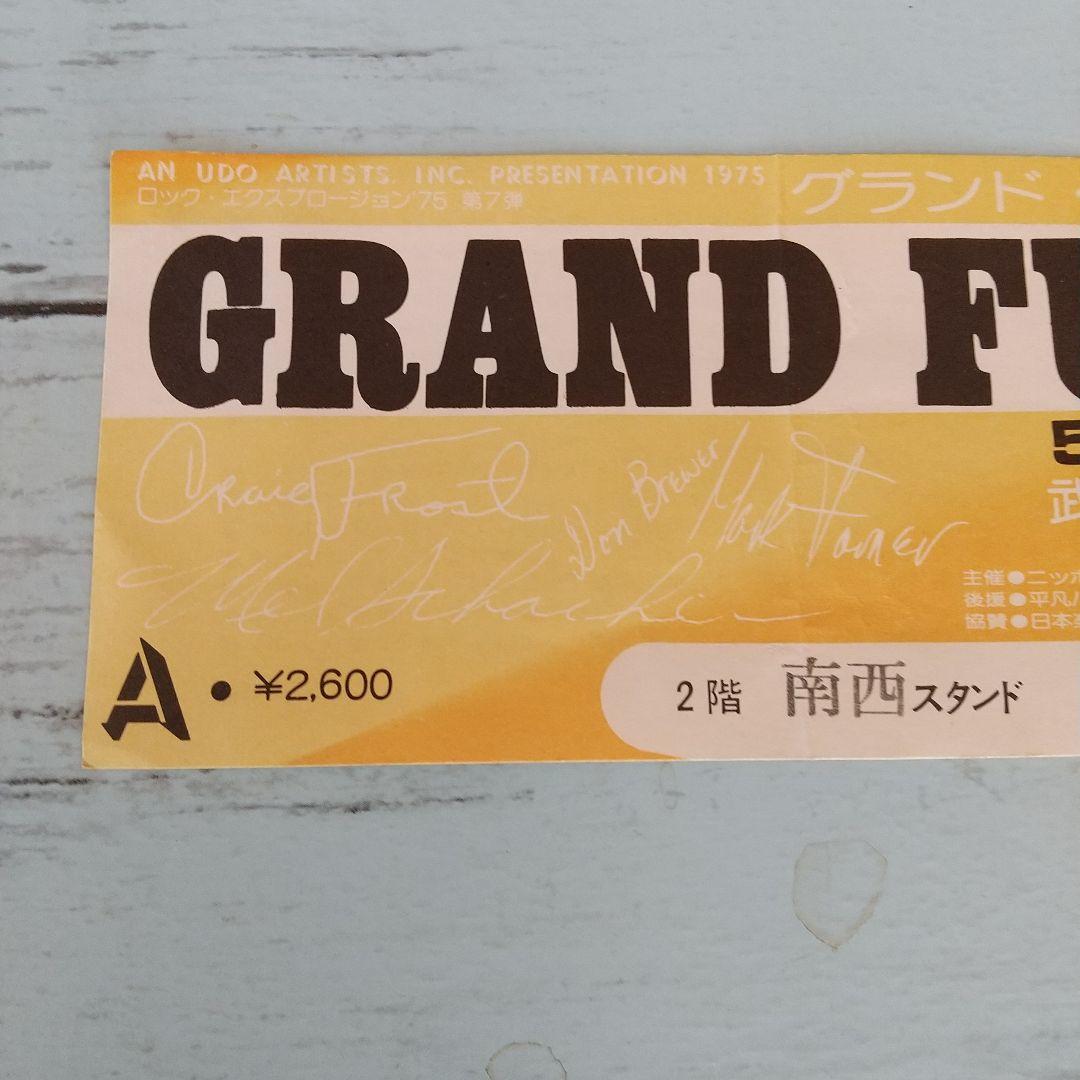 AN UDO ARTISTS, INC. PRESENTATION 1975
ロック・エクスプロージョン'75 第7弾
グランド・
GRAND FU
5
武
Craig Frost
Don Brewer
Mark Farner
Mel Schacher
主催●ニッポ
後援●平凡
協賛●日本
A • ¥2,600
2階 南西スタンド